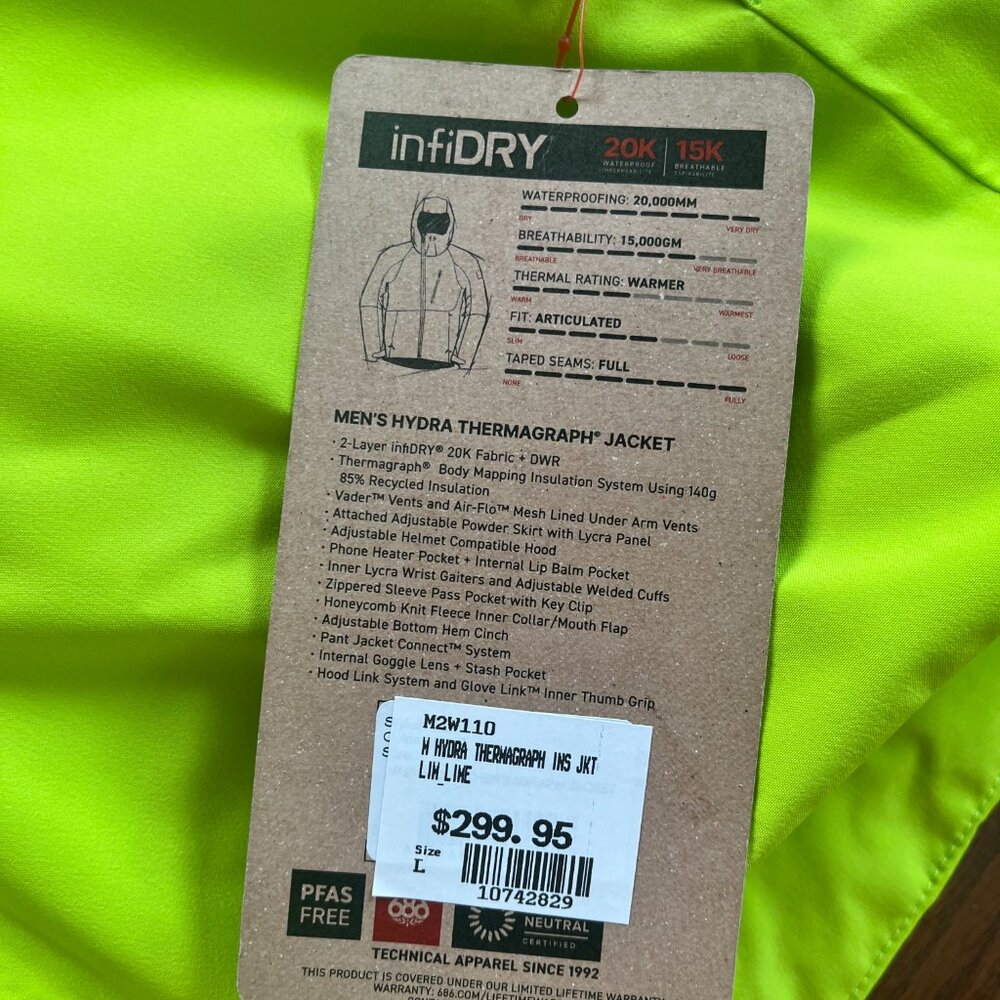 infiDRY
20K 15K
WATERPROOF BREATHABLE
WATERPROOFING: 20,000MM
DRY VERY DRY
BREATHABILITY: 15,000GM
BREATHABLE VERY BREATHABLE
THERMAL RATING: WARMER
WARM WARMEST
FIT: ARTICULATED
SLIM LOOSE
TAPED SEAMS: FULL
NONE FULLY
MEN'S HYDRA THERMAGRAPH® JACKET
· 2-Layer infiDRY® 20K Fabric + DWR
· Thermagraph® Body Mapping Insulation System Using 140g
85% Recycled Insulation
· Vader™ Vents and Air-Flo™ Mesh Lined Under Arm Vents
· Attached Adjustable Powder Skirt with Lycra Panel
· Adjustable Helmet Compatible Hood
· Phone Heater Pocket + Internal Lip Balm Pocket
· Inner Lycra Wrist Gaiters and Adjustable Welded Cuffs
· Zippered Sleeve Pass Pocket with Key Clip
· Honeycomb Knit Fleece Inner Collar/Mouth Flap
· Adjustable Bottom Hem Cinch
· Pant Jacket Connect™ System
· Internal Goggle Lens + Stash Pocket
· Hood Link System and Glove Link™ Inner Thumb Grip
M2W110
M HYDRA THERMAGRAPH INS JKT
LIM_LIME
$299.95
Size
L
10742829
PFAS
FREE
686
NEUTRAL
CERTIFIED
TECHNICAL APPAREL SINCE 1992
THIS PRODUCT IS COVERED UNDER OUR LIMITED LIFETIME WARRANTY
WARRANTY: 686.COM/LIFETIMEWAR